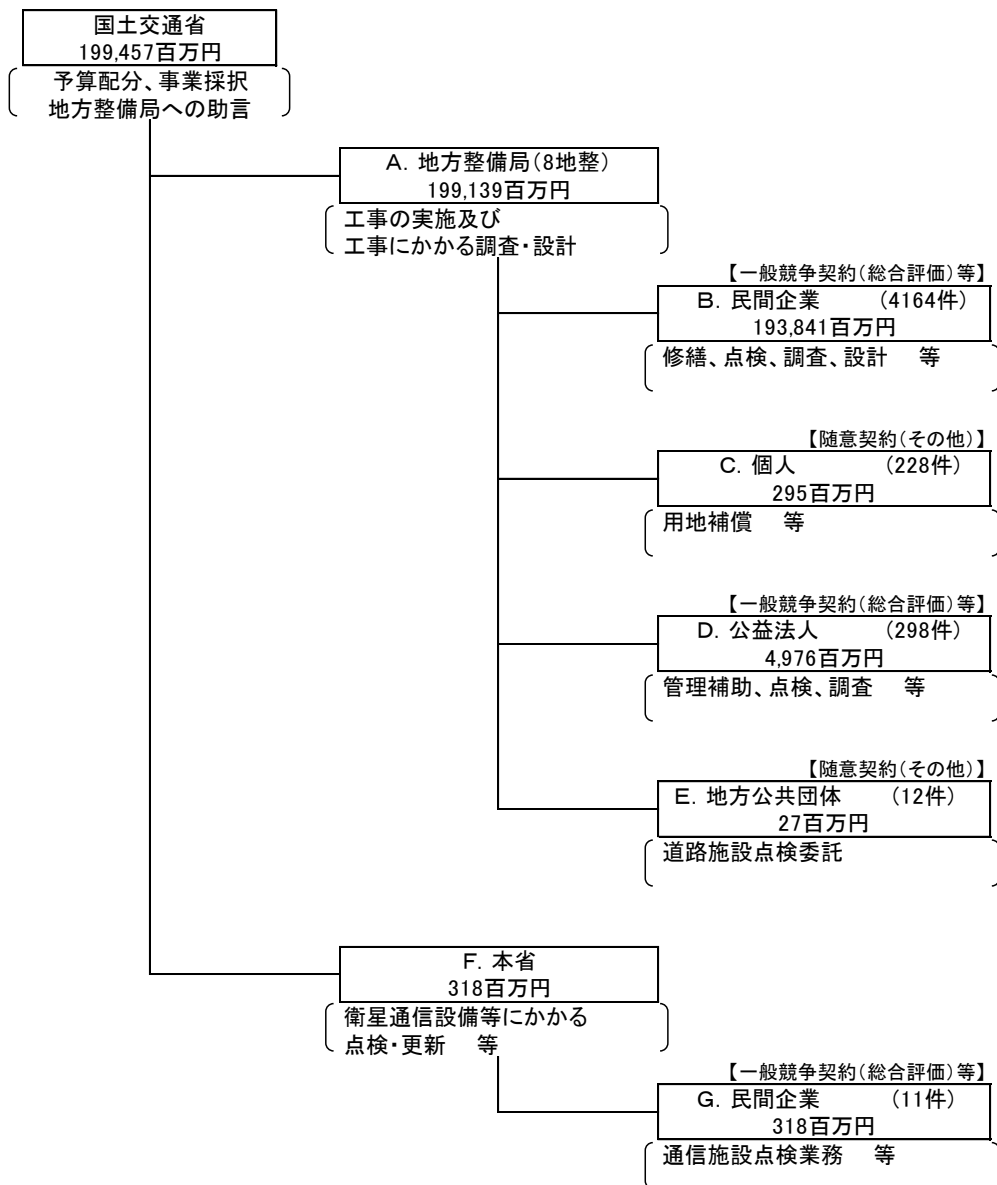 国土交通省
199,457百万円
予算配分、事業採択
地方整備局への助言
A．地方整備局（8地整）
199,139百万円
工事の実施及び
工事にかかる調査・設計
【一般競争契約（総合評価）等】
B．民間企業　（4164件）
193,841百万円
修繕、点検、調査、設計　等
【随意契約（その他）】
C．個人　（228件）
295百万円
用地補償　等
【一般競争契約（総合評価）等】
D．公益法人　（298件）
4,976百万円
管理補助、点検、調査　等
【随意契約（その他）】
E．地方公共団体　（12件）
27百万円
道路施設点検委託
F．本省
318百万円
衛星通信設備等にかかる
点検・更新　等
【一般競争契約（総合評価）等】
G．民間企業　（11件）
318百万円
通信施設点検業務　等